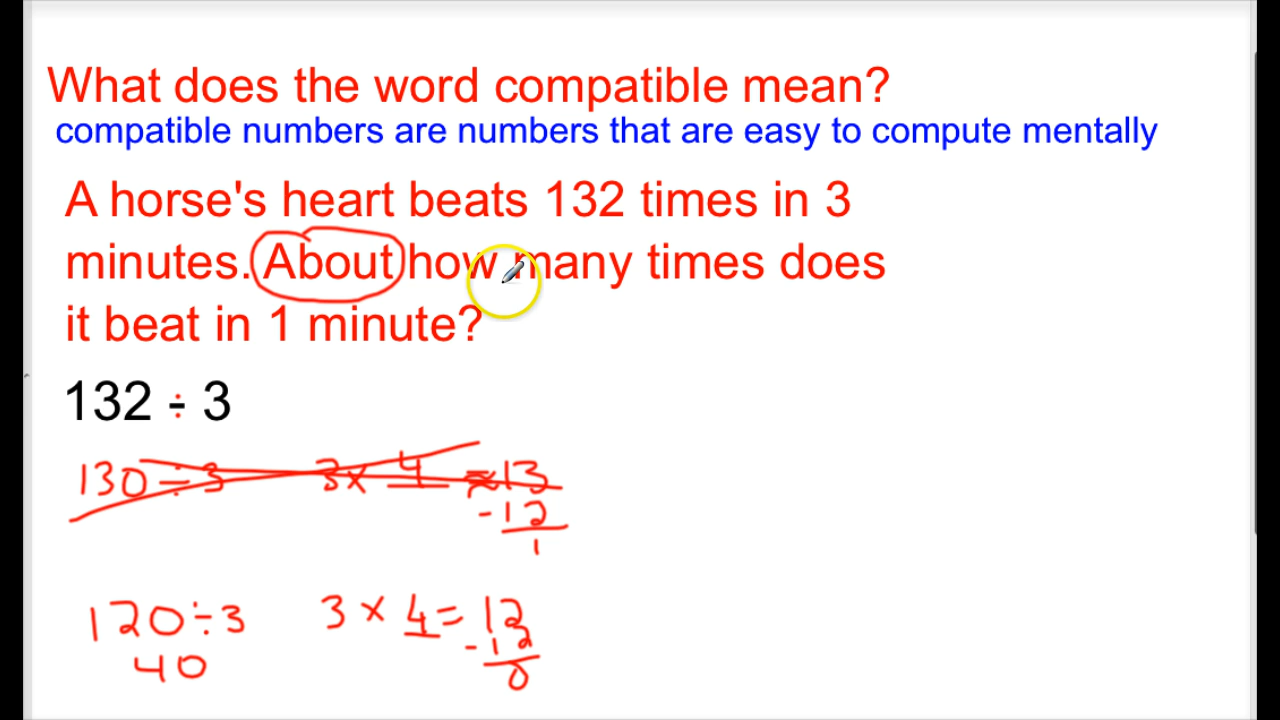 What does the word compatible mean?
compatible numbers are numbers that are easy to compute mentally
A horse's heart beats 132 times in 3
minutes. About how many times does
it beat in 1 minute?
132 ÷ 3
130 ÷ 3 3 x 4 ≈ 13
- 12
1
120 ÷ 3 3 x 4 = 12
40 - 12
0